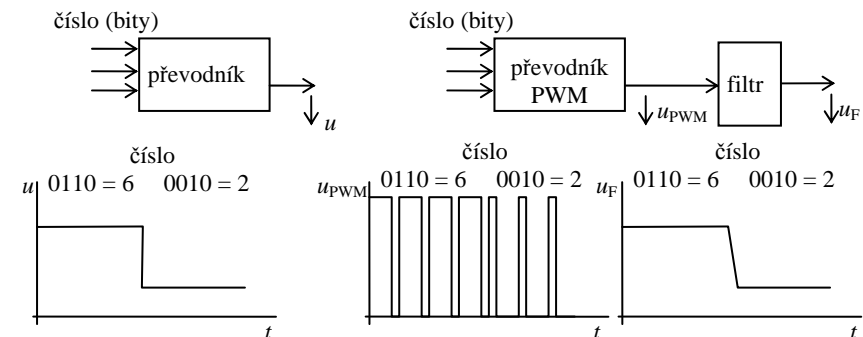 číslo (bity)
převodník
u
číslo (bity)
převodník
PWM
uPWM
filtr
uF
číslo
u 0110 = 6 0010 = 2
t
číslo
uPWM 0110 = 6 0010 = 2
t
číslo
uF 0110 = 6 0010 = 2
t